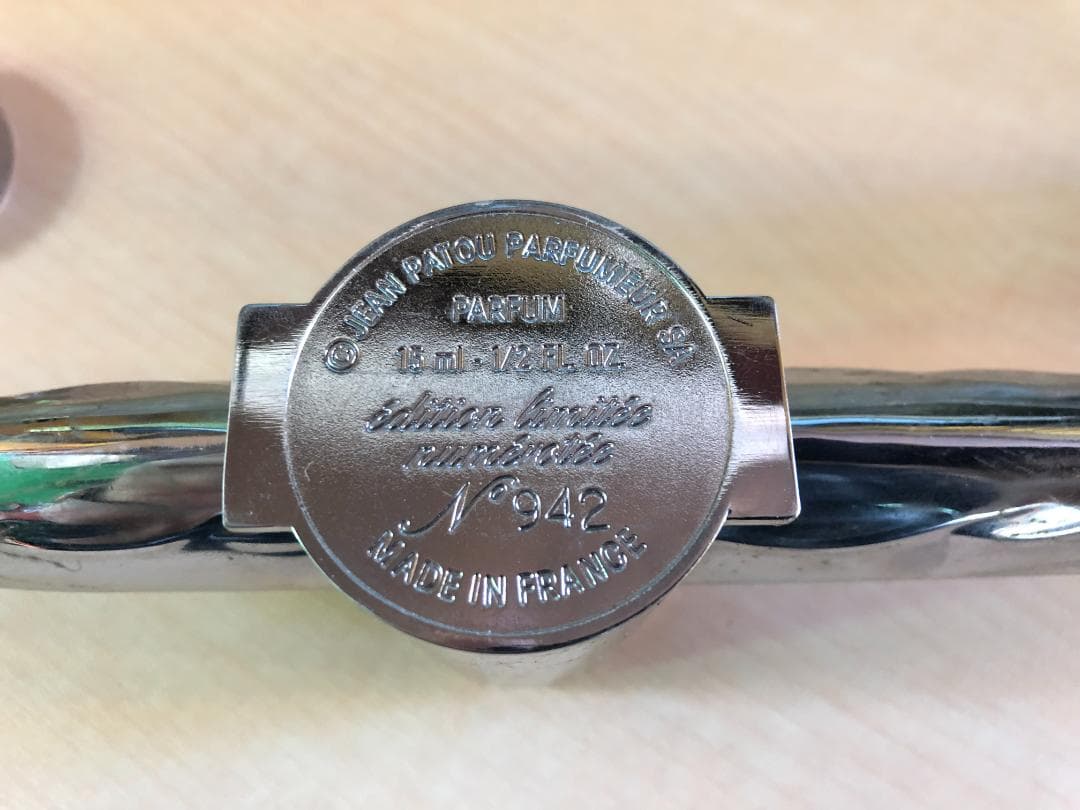 © JEAN PATOU PARFUMEUR SA
PARFUM
15 ml - 1/2 FL. OZ.
édition limitée
numérotée
N° 942
MADE IN FRANCE